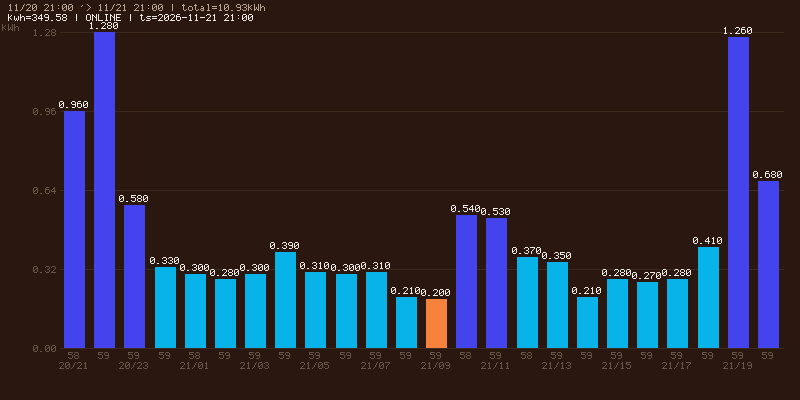 11/20 21:00 -> 11/21 21:00 | total=10.93kWh
Kwh=349.58 | ONLINE | ts=2026-11-21 21:00
kWh
1.28
0.96
0.64
0.32
0.00
0.960 1.280 0.580 0.330 0.300 0.280 0.300 0.390 0.310 0.300 0.310 0.210 0.200 0.540 0.530 0.370 0.350 0.210 0.280 0.270 0.280 0.410 1.260 0.680
58 59 59 59 58 59 59 59 59 59 59 59 59 58 59 59 59 59 59 59 59 59 59 59
20/21 20/23 21/01 21/03 21/05 21/07 21/09 21/11 21/13 21/15 21/17 21/19